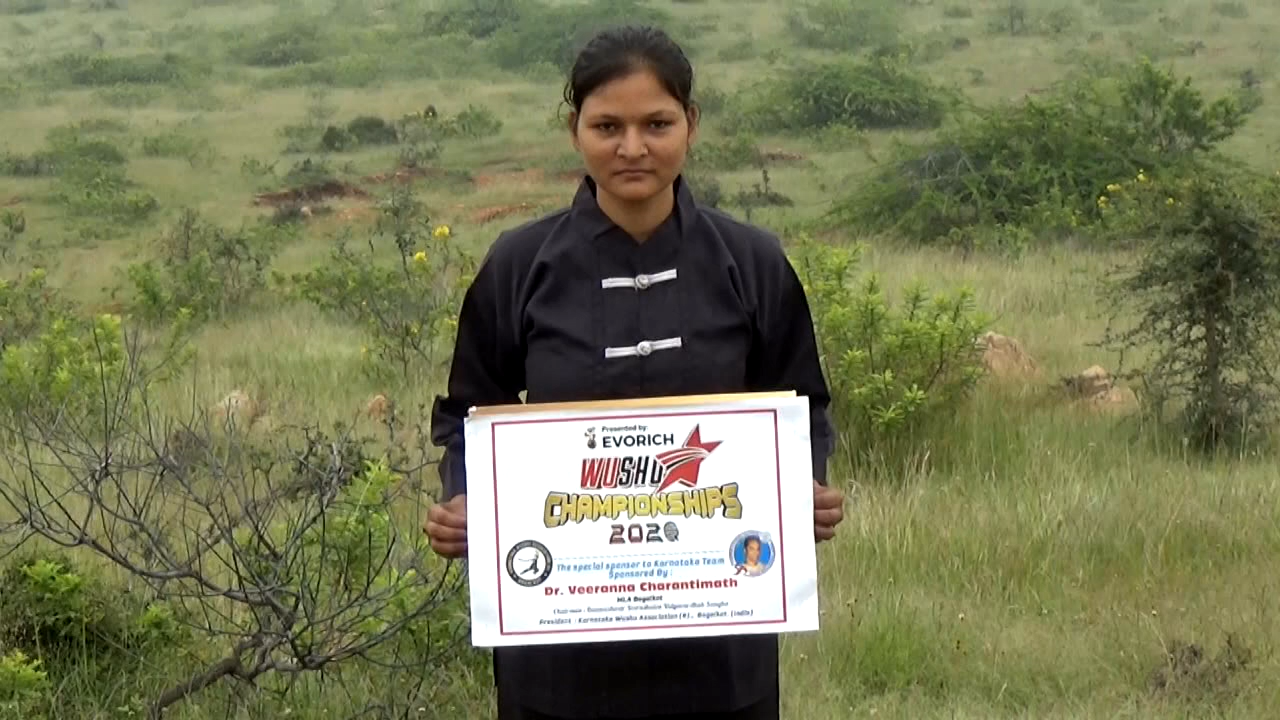 Presented by:
EVORICH
WUSHU
CHAMPIONSHIPS
2020
The special sponsor to Karnataka Team
Sponsored By :
Dr. Veeranna Charantimath
MLA Bagalkot
President : Karnataka Wushu Association (R), Bagalkot (India)